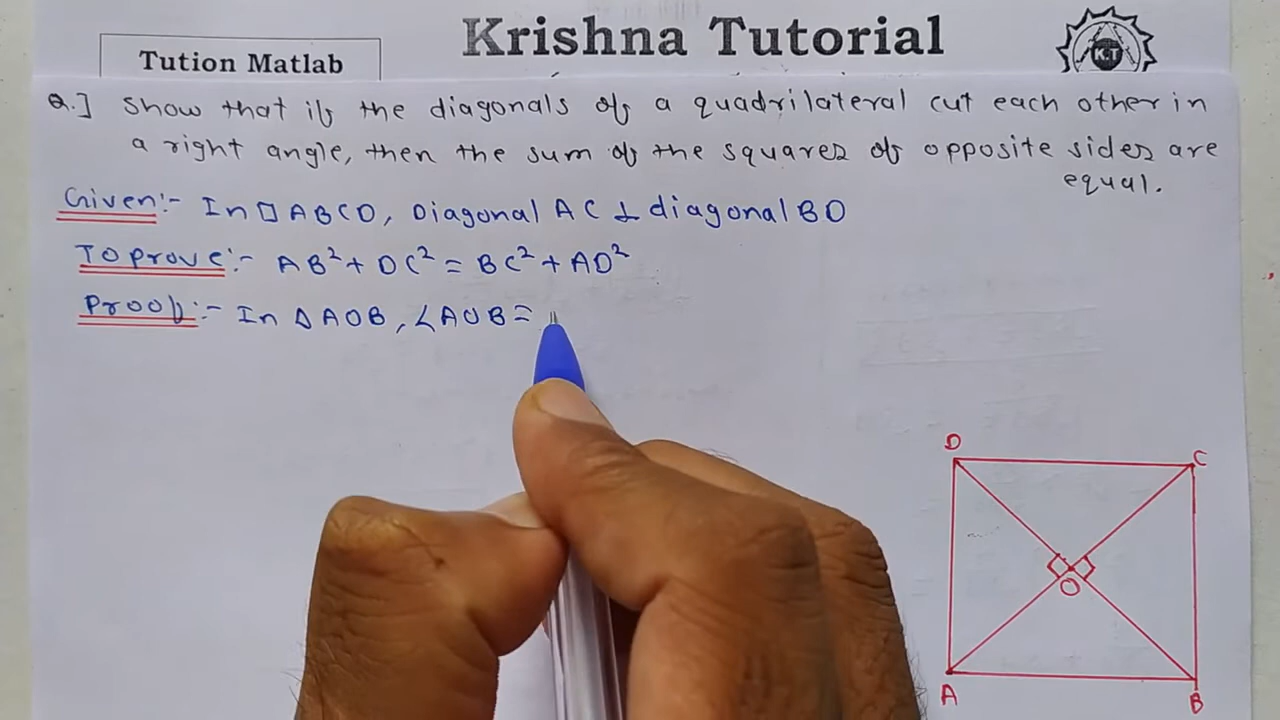 Krishna Tutorial
Tution Matlab
K.T
Q.] Show that if the diagonals of a quadrilateral cut each other in
a right angle, then the sum of the squares of opposite sides are
equal.
Given:- In □ABCD, Diagonal AC ⊥ diagonal BD
To prove:- AB²+DC²=BC²+AD²
Proof:- In △AOB, ∠AOB=
D
C
O
A
B